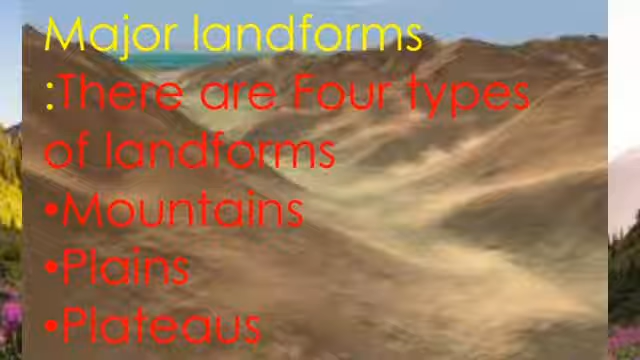 Major landforms
:There are Four types
of landforms
•Mountains
•Plains
•Plateaus